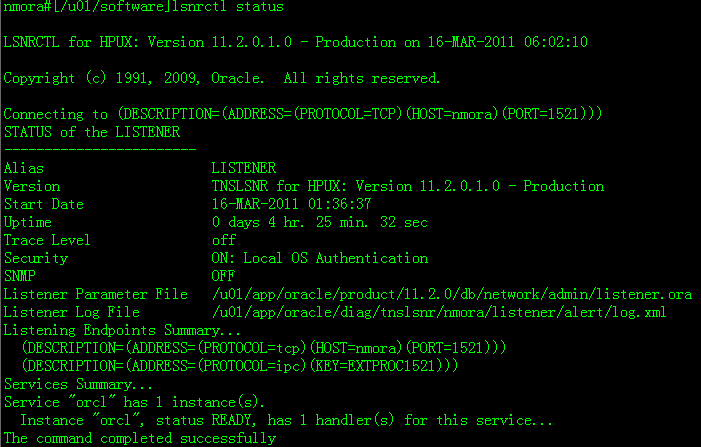 nmora#[/u01/software]lsnrctl status
LSNRCTL for HPUX: Version 11.2.0.1.0 - Production on 16-MAR-2011 06:02:10
Copyright (c) 1991, 2009, Oracle.  All rights reserved.
Connecting to (DESCRIPTION=(ADDRESS=(PROTOCOL=TCP)(HOST=nmora)(PORT=1521)))
STATUS of the LISTENER
------------------------
Alias                     LISTENER
Version                   TNSLSNR for HPUX: Version 11.2.0.1.0 - Production
Start Date                16-MAR-2011 01:36:37
Uptime                    0 days 4 hr. 25 min. 32 sec
Trace Level               off
Security                  ON: Local OS Authentication
SNMP                      OFF
Listener Parameter File   /u01/app/oracle/product/11.2.0/db/network/admin/listener.ora
Listener Log File         /u01/app/oracle/diag/tnslsnr/nmora/listener/alert/log.xml
Listening Endpoints Summary...
  (DESCRIPTION=(ADDRESS=(PROTOCOL=tcp)(HOST=nmora)(PORT=1521)))
  (DESCRIPTION=(ADDRESS=(PROTOCOL=ipc)(KEY=EXTPROC1521)))
Services Summary...
Service "orcl" has 1 instance(s).
  Instance "orcl", status READY, has 1 handler(s) for this service...
The command completed successfully